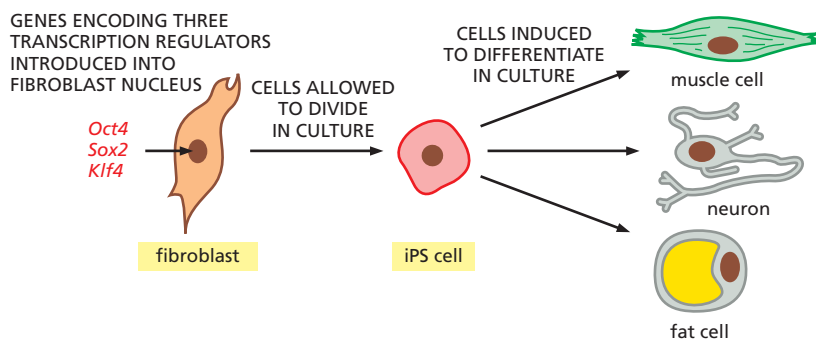 GENES ENCODING THREE
TRANSCRIPTION REGULATORS
INTRODUCED INTO
FIBROBLAST NUCLEUS
Oct4
Sox2
Klf4
CELLS ALLOWED
TO DIVIDE
IN CULTURE
CELLS INDUCED
TO DIFFERENTIATE
IN CULTURE
fibroblast
iPS cell
muscle cell
neuron
fat cell